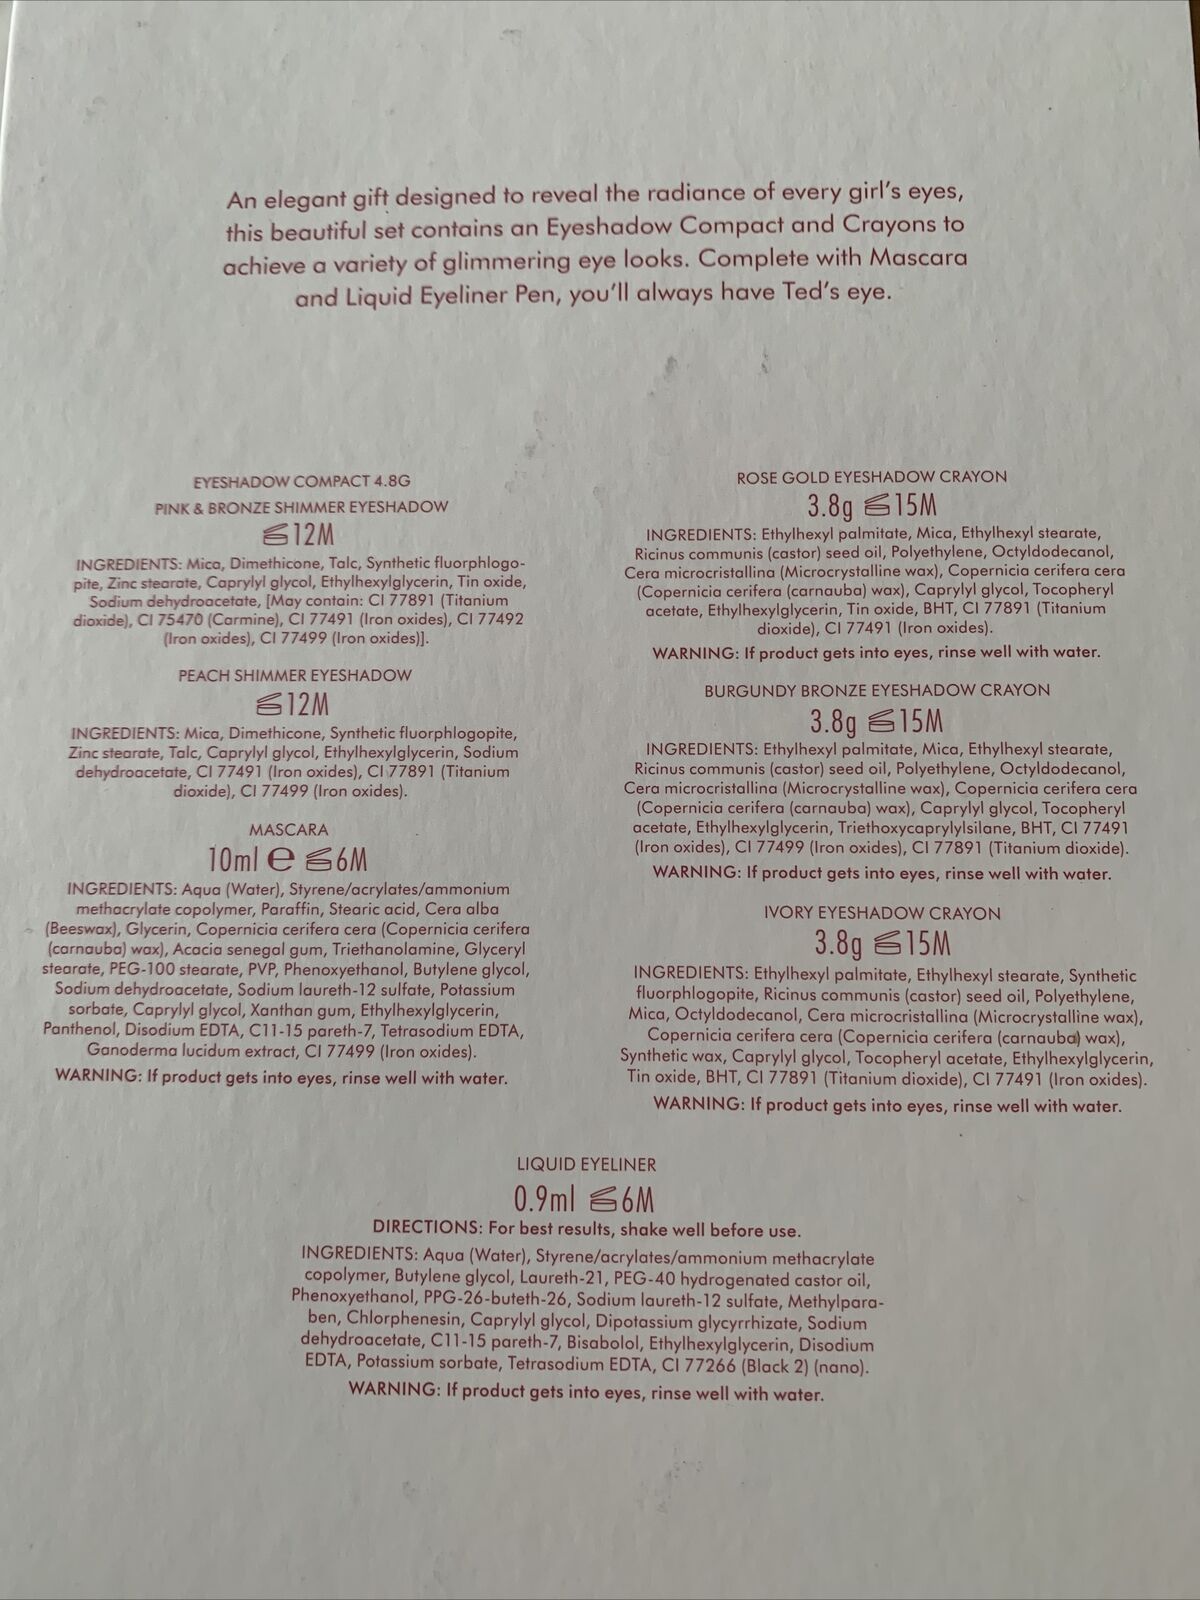 An elegant gift designed to reveal the radiance of every girl's eyes,
this beautiful set contains an Eyeshadow Compact and Crayons to
achieve a variety of glimmering eye looks. Complete with Mascara
and Liquid Eyeliner Pen, you'll always have Ted's eye.
EYESHADOW COMPACT 4.8G
PINK & BRONZE SHIMMER EYESHADOW
12M
INGREDIENTS: Mica, Dimethicone, Talc, Synthetic fluorphlogo-
pite, Zinc stearate, Caprylyl glycol, Ethylhexylglycerin, Tin oxide,
Sodium dehydroacetate, [May contain: CI 77891 (Titanium
dioxide), CI 75470 (Carmine), CI 77491 (Iron oxides), CI 77492
(Iron oxides), CI 77499 (Iron oxides)].
PEACH SHIMMER EYESHADOW
12M
INGREDIENTS: Mica, Dimethicone, Synthetic fluorphlogopite,
Zinc stearate, Talc, Caprylyl glycol, Ethylhexylglycerin, Sodium
dehydroacetate, CI 77491 (Iron oxides), CI 77891 (Titanium
dioxide), CI 77499 (Iron oxides).
MASCARA
10ml e 6M
INGREDIENTS: Aqua (Water), Styrene/acrylates/ammonium
methacrylate copolymer, Paraffin, Stearic acid, Cera alba
(Beeswax), Glycerin, Copernicia cerifera cera (Copernicia cerifera
(carnauba) wax), Acacia senegal gum, Triethanolamine, Glyceryl
stearate, PEG-100 stearate, PVP, Phenoxyethanol, Butylene glycol,
Sodium dehydroacetate, Sodium laureth-12 sulfate, Potassium
sorbate, Caprylyl glycol, Xanthan gum, Ethylhexylglycerin,
Panthenol, Disodium EDTA, C11-15 pareth-7, Tetrasodium EDTA,
Ganoderma lucidum extract, CI 77499 (Iron oxides).
WARNING: If product gets into eyes, rinse well with water.
ROSE GOLD EYESHADOW CRAYON
3.8g 15M
INGREDIENTS: Ethylhexyl palmitate, Mica, Ethylhexyl stearate,
Ricinus communis (castor) seed oil, Polyethylene, Octyldodecanol,
Cera microcristallina (Microcrystalline wax), Copernicia cerifera cera
(Copernicia cerifera (carnauba) wax), Caprylyl glycol, Tocopheryl
acetate, Ethylhexylglycerin, Tin oxide, BHT, CI 77891 (Titanium
dioxide), CI 77491 (Iron oxides).
WARNING: If product gets into eyes, rinse well with water.
BURGUNDY BRONZE EYESHADOW CRAYON
3.8g 15M
INGREDIENTS: Ethylhexyl palmitate, Mica, Ethylhexyl stearate,
Ricinus communis (castor) seed oil, Polyethylene, Octyldodecanol,
Cera microcristallina (Microcrystalline wax), Copernicia cerifera cera
(Copernicia cerifera (carnauba) wax), Caprylyl glycol, Tocopheryl
acetate, Ethylhexylglycerin, Triethoxycaprylylsilane, BHT, CI 77491
(Iron oxides), CI 77499 (Iron oxides), CI 77891 (Titanium dioxide).
WARNING: If product gets into eyes, rinse well with water.
IVORY EYESHADOW CRAYON
3.8g 15M
INGREDIENTS: Ethylhexyl palmitate, Ethylhexyl stearate, Synthetic
fluorphlogopite, Ricinus communis (castor) seed oil, Polyethylene,
Mica, Octyldodecanol, Cera microcristallina (Microcrystalline wax),
Copernicia cerifera cera (Copernicia cerifera (carnauba) wax),
Synthetic wax, Caprylyl glycol, Tocopheryl acetate, Ethylhexylglycerin,
Tin oxide, BHT, CI 77891 (Titanium dioxide), CI 77491 (Iron oxides).
WARNING: If product gets into eyes, rinse well with water.
LIQUID EYELINER
0.9ml 6M
DIRECTIONS: For best results, shake well before use.
INGREDIENTS: Aqua (Water), Styrene/acrylates/ammonium methacrylate
copolymer, Butylene glycol, Laureth-21, PEG-40 hydrogenated castor oil,
Phenoxyethanol, PPG-26-buteth-26, Sodium laureth-12 sulfate, Methylpara-
ben, Chlorphenesin, Caprylyl glycol, Dipotassium glycyrrhizate, Sodium
dehydroacetate, C11-15 pareth-7, Bisabolol, Ethylhexylglycerin, Disodium
EDTA, Potassium sorbate, Tetrasodium EDTA, CI 77266 (Black 2) (nano).
WARNING: If product gets into eyes, rinse well with water.